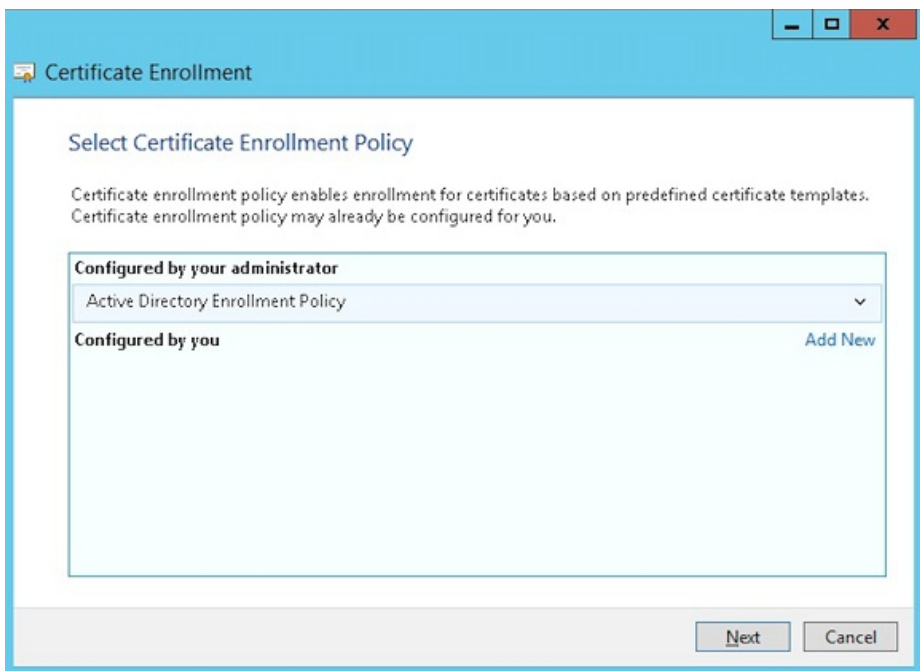 Certificate Enrollment
Select Certificate Enrollment Policy
Certificate enrollment policy enables enrollment for certificates based on predefined certificate templates.
Certificate enrollment policy may already be configured for you.
Configured by your administrator
Active Directory Enrollment Policy
Configured by you Add New
Next Cancel